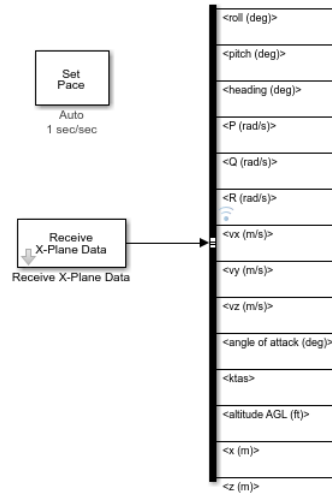 Set
Pace
Auto
1 sec/sec
Receive
X-Plane Data
Receive X-Plane Data
<roll (deg)>
<pitch (deg)>
<heading (deg)>
<P (rad/s)>
<Q (rad/s)>
<R (rad/s)>
<vx (m/s)>
<vy (m/s)>
<vz (m/s)>
<angle of attack (deg)>
<ktas>
<altitude AGL (ft)>
<x (m)>
<z (m)>